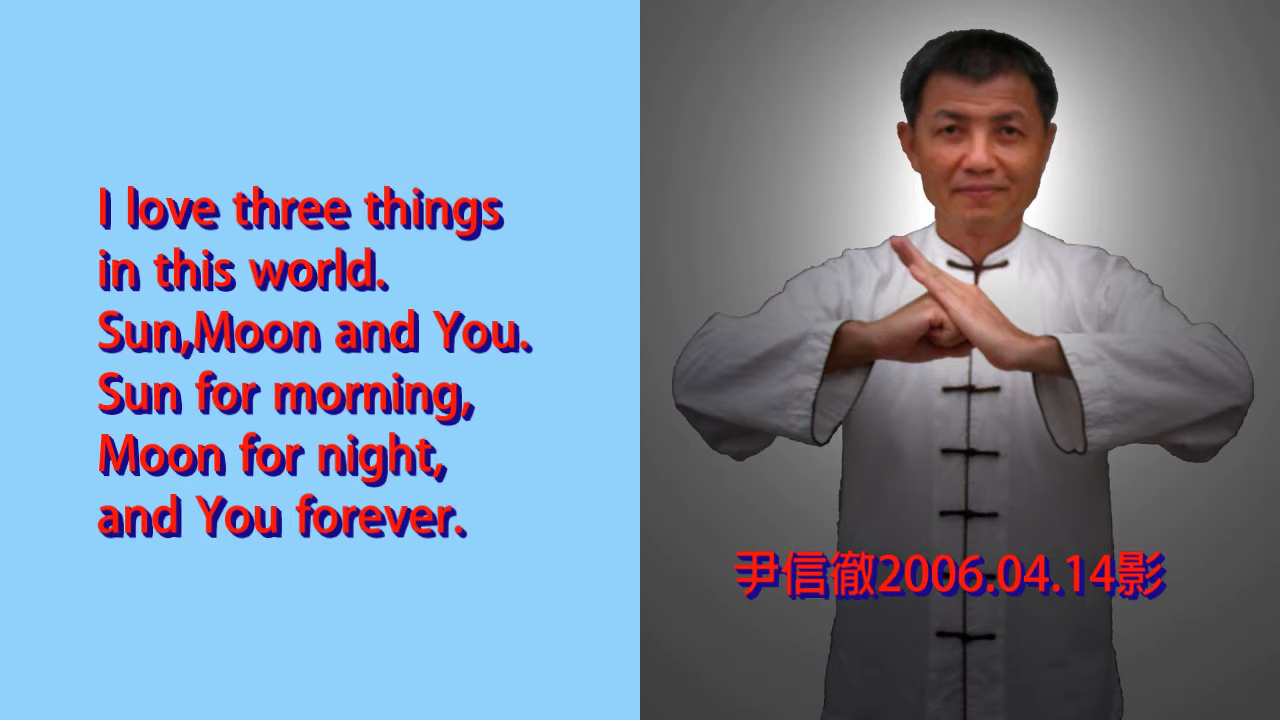 I love three things
in this world.
Sun,Moon and You.
Sun for morning,
Moon for night,
and You forever.
尹信徹2006.04.14影